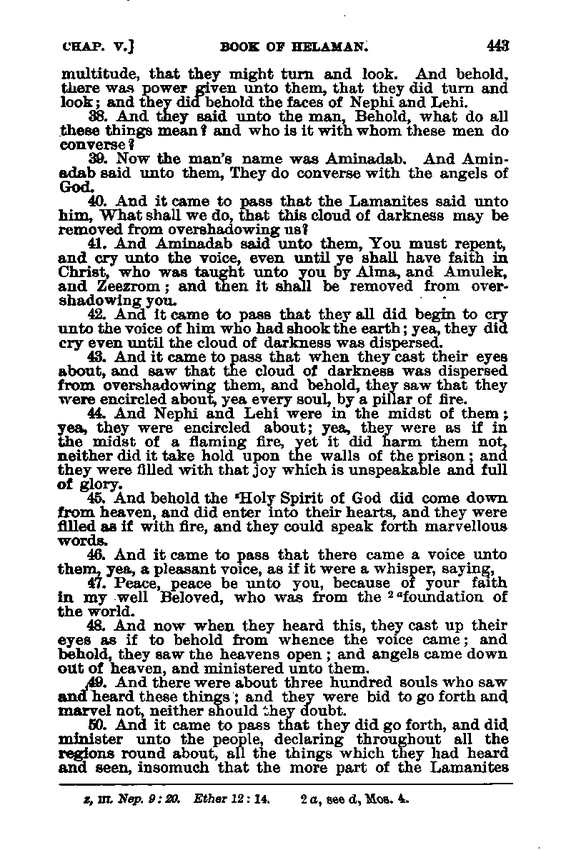 CHAP. V.] BOOK OF HELAMAN. 443
multitude, that they might turn and look. And behold,
there was power given unto them, that they did turn and
look; and they did behold the faces of Nephi and Lehi.
38. And they said unto the man, Behold, what do all
these things mean? and who is it with whom these men do
converse?
39. Now the man's name was Aminadab. And Amin-
adab said unto them, They do converse with the angels of
God.
40. And it came to pass that the Lamanites said unto
him, What shall we do, that this cloud of darkness may be
removed from overshadowing us?
41. And Aminadab said unto them, You must repent,
and cry unto the voice, even until ye shall have faith in
Christ, who was taught unto you by Alma, and Amulek,
and Zeezrom; and then it shall be removed from over-
shadowing you.
42. And it came to pass that they all did begin to cry
unto the voice of him who had shook the earth; yea, they did
cry even until the cloud of darkness was dispersed.
43. And it came to pass that when they cast their eyes
about, and saw that the cloud of darkness was dispersed
from overshadowing them, and behold, they saw that they
were encircled about, yea every soul, by a pillar of fire.
44. And Nephi and Lehi were in the midst of them;
yea, they were encircled about; yea, they were as if in
the midst of a flaming fire, yet it did harm them not,
neither did it take hold upon the walls of the prison; and
they were filled with that joy which is unspeakable and full
of glory.
45. And behold the ᶻHoly Spirit of God did come down
from heaven, and did enter into their hearts, and they were
filled as if with fire, and they could speak forth marvellous
words.
46. And it came to pass that there came a voice unto
them, yea, a pleasant voice, as if it were a whisper, saying,
47. Peace, peace be unto you, because of your faith
in my well Beloved, who was from the ²ᵃfoundation of
the world.
48. And now when they heard this, they cast up their
eyes as if to behold from whence the voice came; and
behold, they saw the heavens open; and angels came down
out of heaven, and ministered unto them.
49. And there were about three hundred souls who saw
and heard these things; and they were bid to go forth and
marvel not, neither should they doubt.
50. And it came to pass that they did go forth, and did
minister unto the people, declaring throughout all the
regions round about, all the things which they had heard
and seen, insomuch that the more part of the Lamanites
z, III. Nep. 9:20. Ether 12:14. 2 a, see d, Mos. 4.